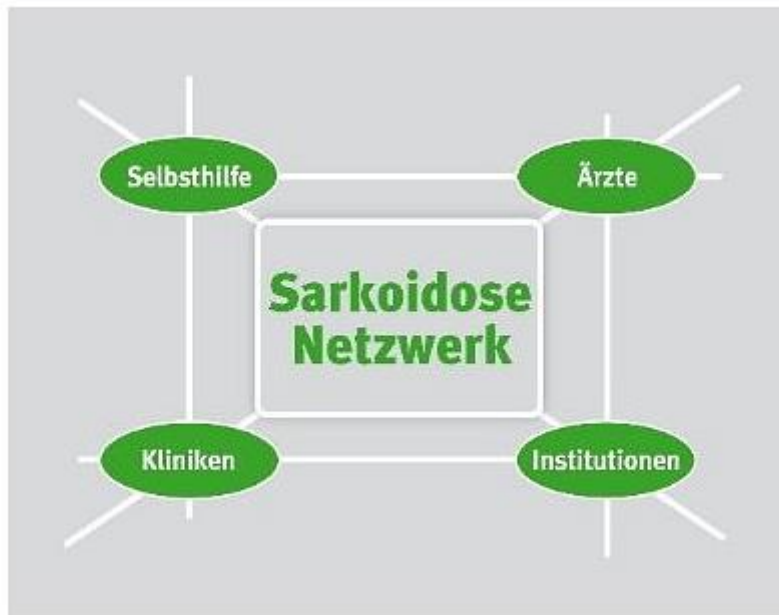 Selbsthilfe
Ärzte
Sarkoidose
Netzwerk
Kliniken
Institutionen